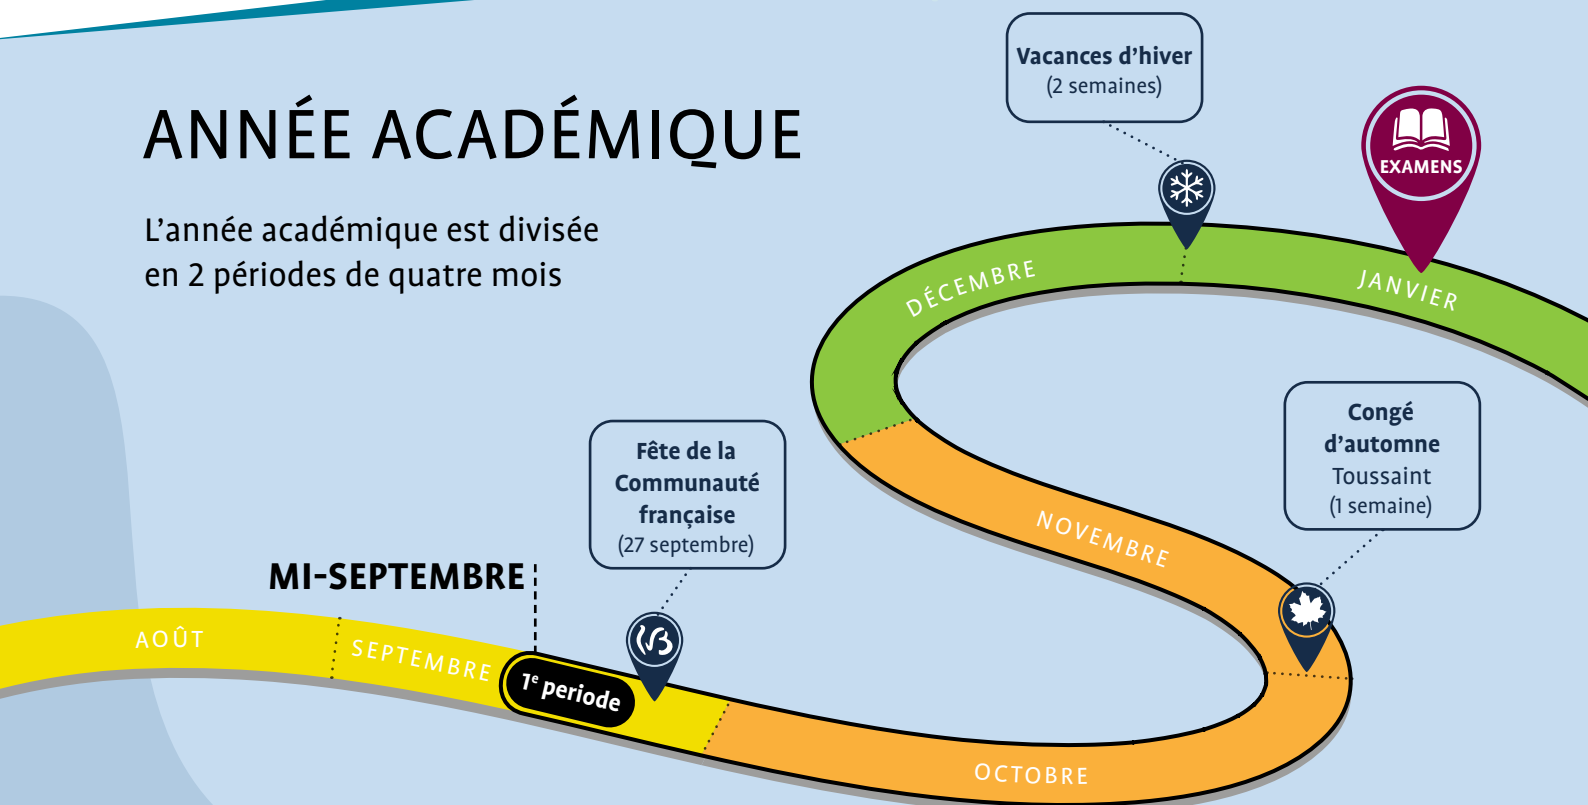 ANNÉE ACADÉMIQUE
L’année académique est divisée
en 2 périodes de quatre mois
Vacances d’hiver
(2 semaines)
EXAMENS
DÉCEMBRE
JANVIER
Congé
d’automne
Toussaint
(1 semaine)
Fête de la
Communauté
française
(27 septembre)
NOVEMBRE
MI-SEPTEMBRE
AOÛT
SEPTEMBRE
1e periode
OCTOBRE